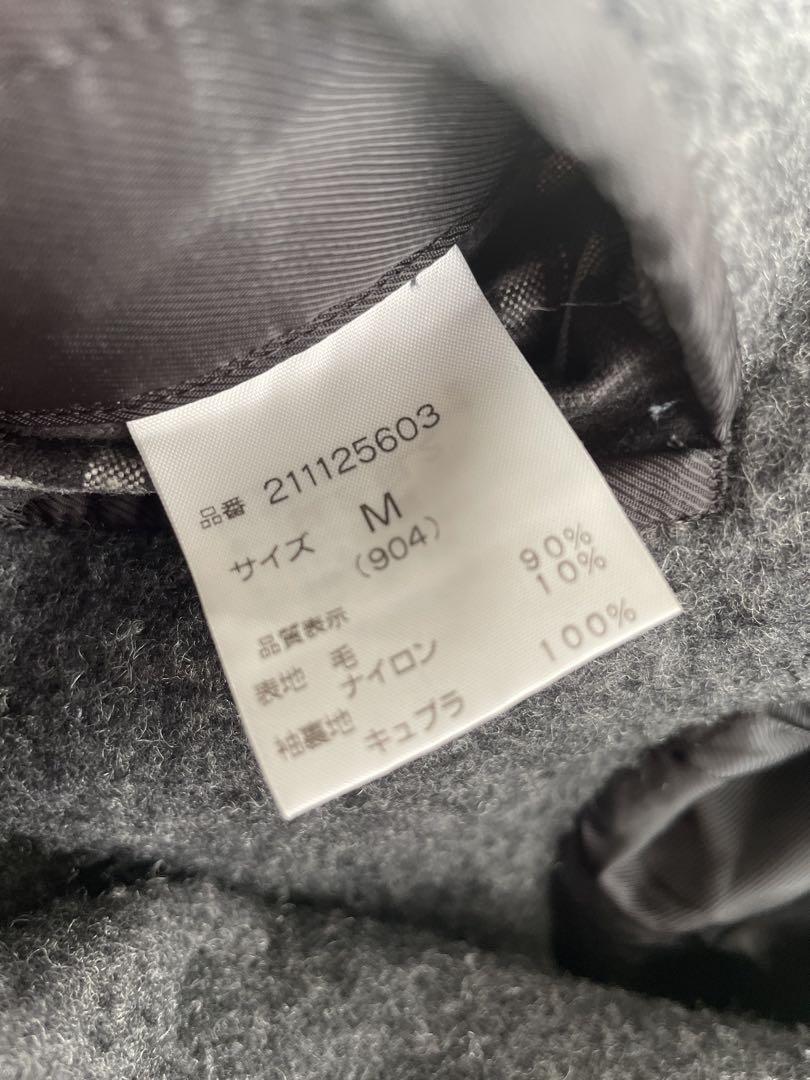 品番 211125603
サイズ M
(904)
品質表示
表地 毛 90%
ナイロン 10%
袖裏地 キュプラ 100%